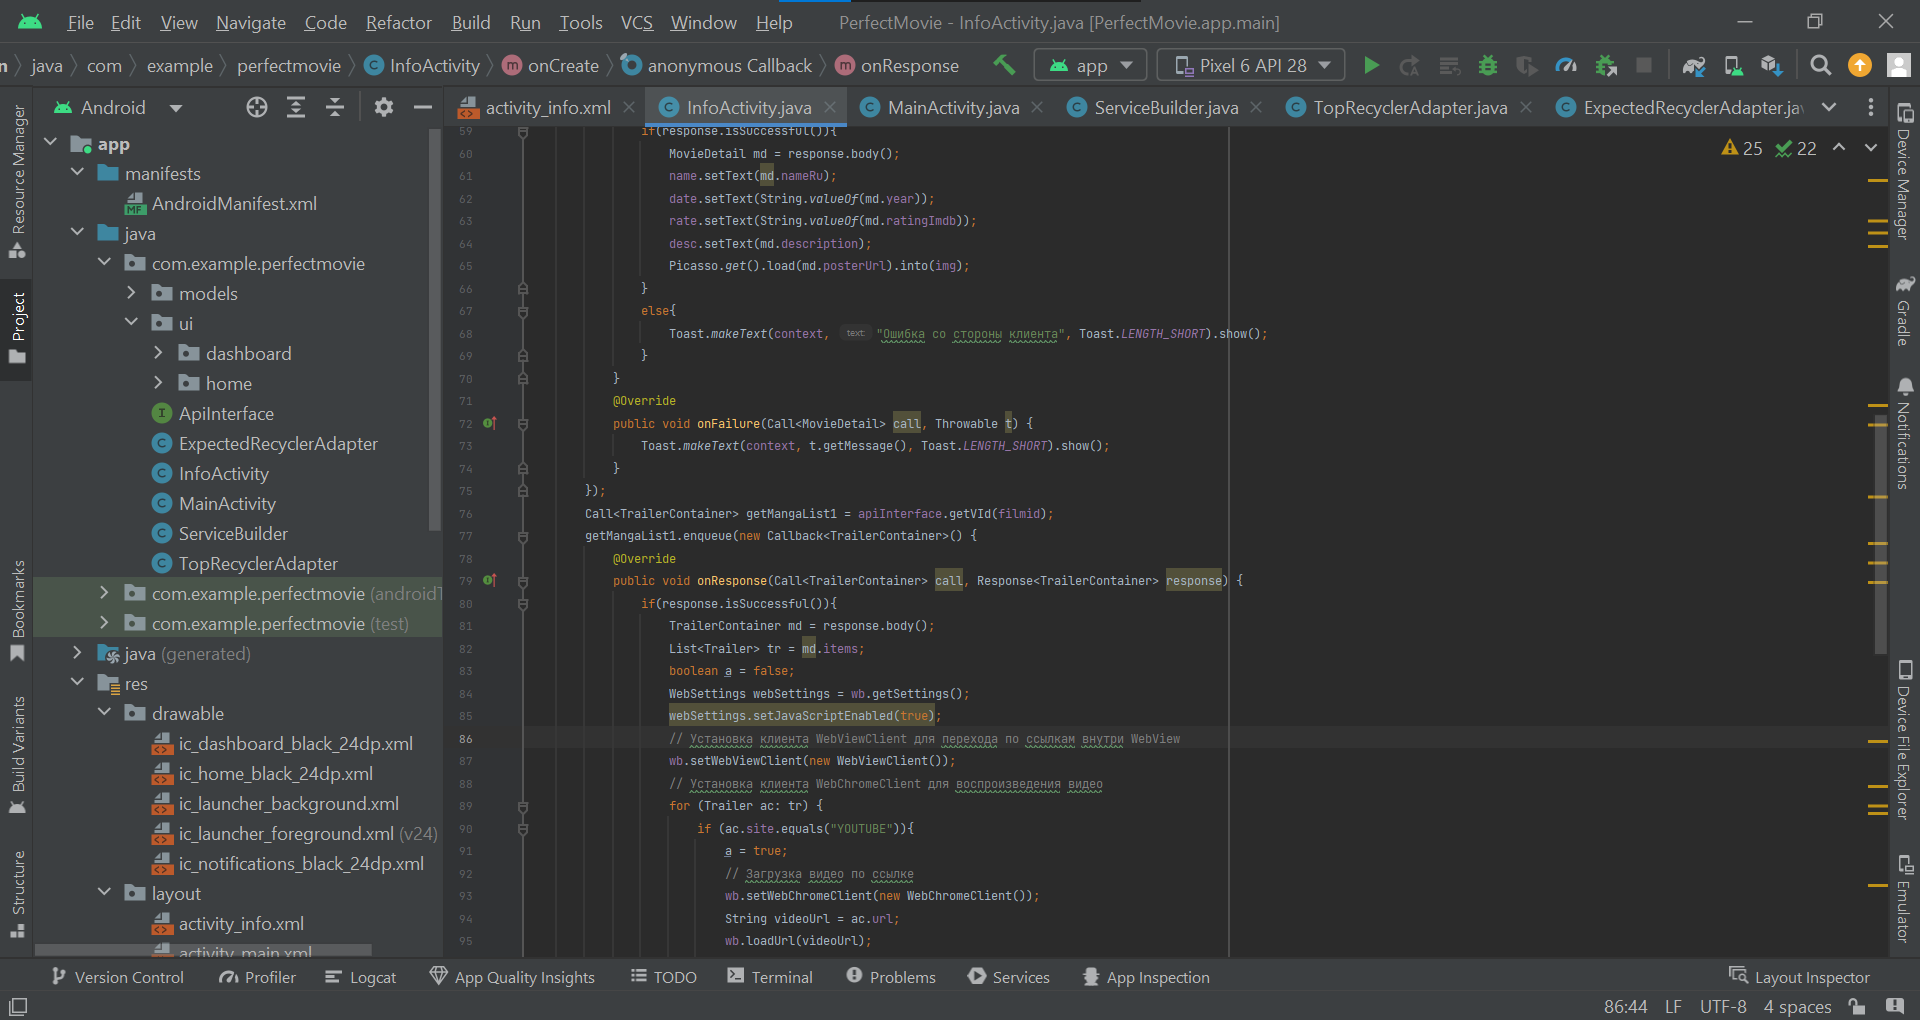 File Edit View Navigate Code Refactor Build Run Tools VCS Window Help PerfectMovie - InfoActivity.java [PerfectMovie.app.main]
n java com example perfectmovie InfoActivity onCreate anonymous Callback onResponse app Pixel 6 API 28
Android
activity_info.xml InfoActivity.java MainActivity.java ServiceBuilder.java TopRecyclerAdapter.java ExpectedRecyclerAdapter.ja
Resource Manager
Project
Bookmarks
Build Variants
Structure
app
manifests
AndroidManifest.xml
java
com.example.perfectmovie
models
ui
dashboard
home
ApiInterface
ExpectedRecyclerAdapter
InfoActivity
MainActivity
ServiceBuilder
TopRecyclerAdapter
com.example.perfectmovie (androidT
com.example.perfectmovie (test)
java (generated)
res
drawable
ic_dashboard_black_24dp.xml
ic_home_black_24dp.xml
ic_launcher_background.xml
ic_launcher_foreground.xml (v24)
ic_notifications_black_24dp.xml
layout
activity_info.xml
activity_main.xml
25 22
59 if(response.isSuccessful()){
60 MovieDetail md = response.body();
61 name.setText(md.nameRu);
62 date.setText(String.valueOf(md.year));
63 rate.setText(String.valueOf(md.ratingImdb));
64 desc.setText(md.description);
65 Picasso.get().load(md.posterUrl).into(img);
66 }
67 else{
68 Toast.makeText(context, text: "Ошибка со стороны клиента", Toast.LENGTH_SHORT).show();
69 }
70 }
71 @Override
72 public void onFailure(Call<MovieDetail> call, Throwable t) {
73 Toast.makeText(context, t.getMessage(), Toast.LENGTH_SHORT).show();
74 }
75 });
76 Call<TrailerContainer> getMangaList1 = apiInterface.getVId(filmid);
77 getMangaList1.enqueue(new Callback<TrailerContainer>() {
78 @Override
79 public void onResponse(Call<TrailerContainer> call, Response<TrailerContainer> response) {
80 if(response.isSuccessful()){
81 TrailerContainer md = response.body();
82 List<Trailer> tr = md.items;
83 boolean a = false;
84 WebSettings webSettings = wb.getSettings();
85 webSettings.setJavaScriptEnabled(true);
86 // Установка клиента WebViewClient для перехода по ссылкам внутри WebView
87 wb.setWebViewClient(new WebViewClient());
88 // Установка клиента WebChromeClient для воспроизведения видео
89 for (Trailer ac: tr) {
90 if (ac.site.equals("YOUTUBE")){
91 a = true;
92 // Загрузка видео по ссылке
93 wb.setWebChromeClient(new WebChromeClient());
94 String videoUrl = ac.url;
95 wb.loadUrl(videoUrl);
Device Manager
Gradle
Notifications
Device File Explorer
Emulator
Version Control Profiler Logcat App Quality Insights TODO Terminal Problems Services App Inspection Layout Inspector
86:44 LF UTF-8 4 spaces